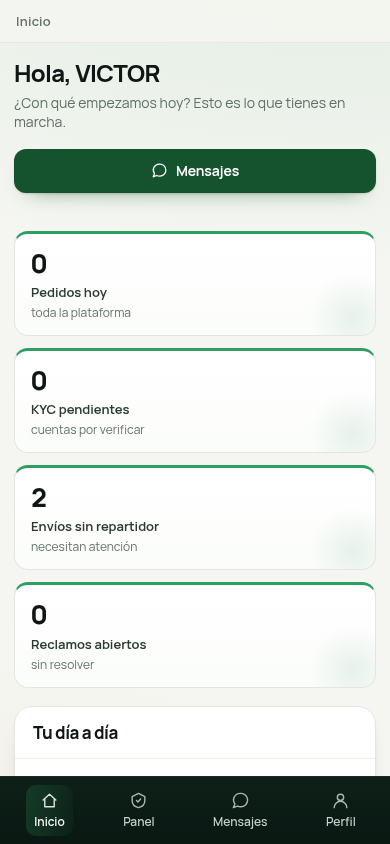 Inicio
Hola, VICTOR
¿Con qué empezamos hoy? Esto es lo que tienes en
marcha.
Mensajes
0
Pedidos hoy
toda la plataforma
0
KYC pendientes
cuentas por verificar
2
Envíos sin repartidor
necesitan atención
0
Reclamos abiertos
sin resolver
Tu día a día
Inicio
Panel
Mensajes
Perfil